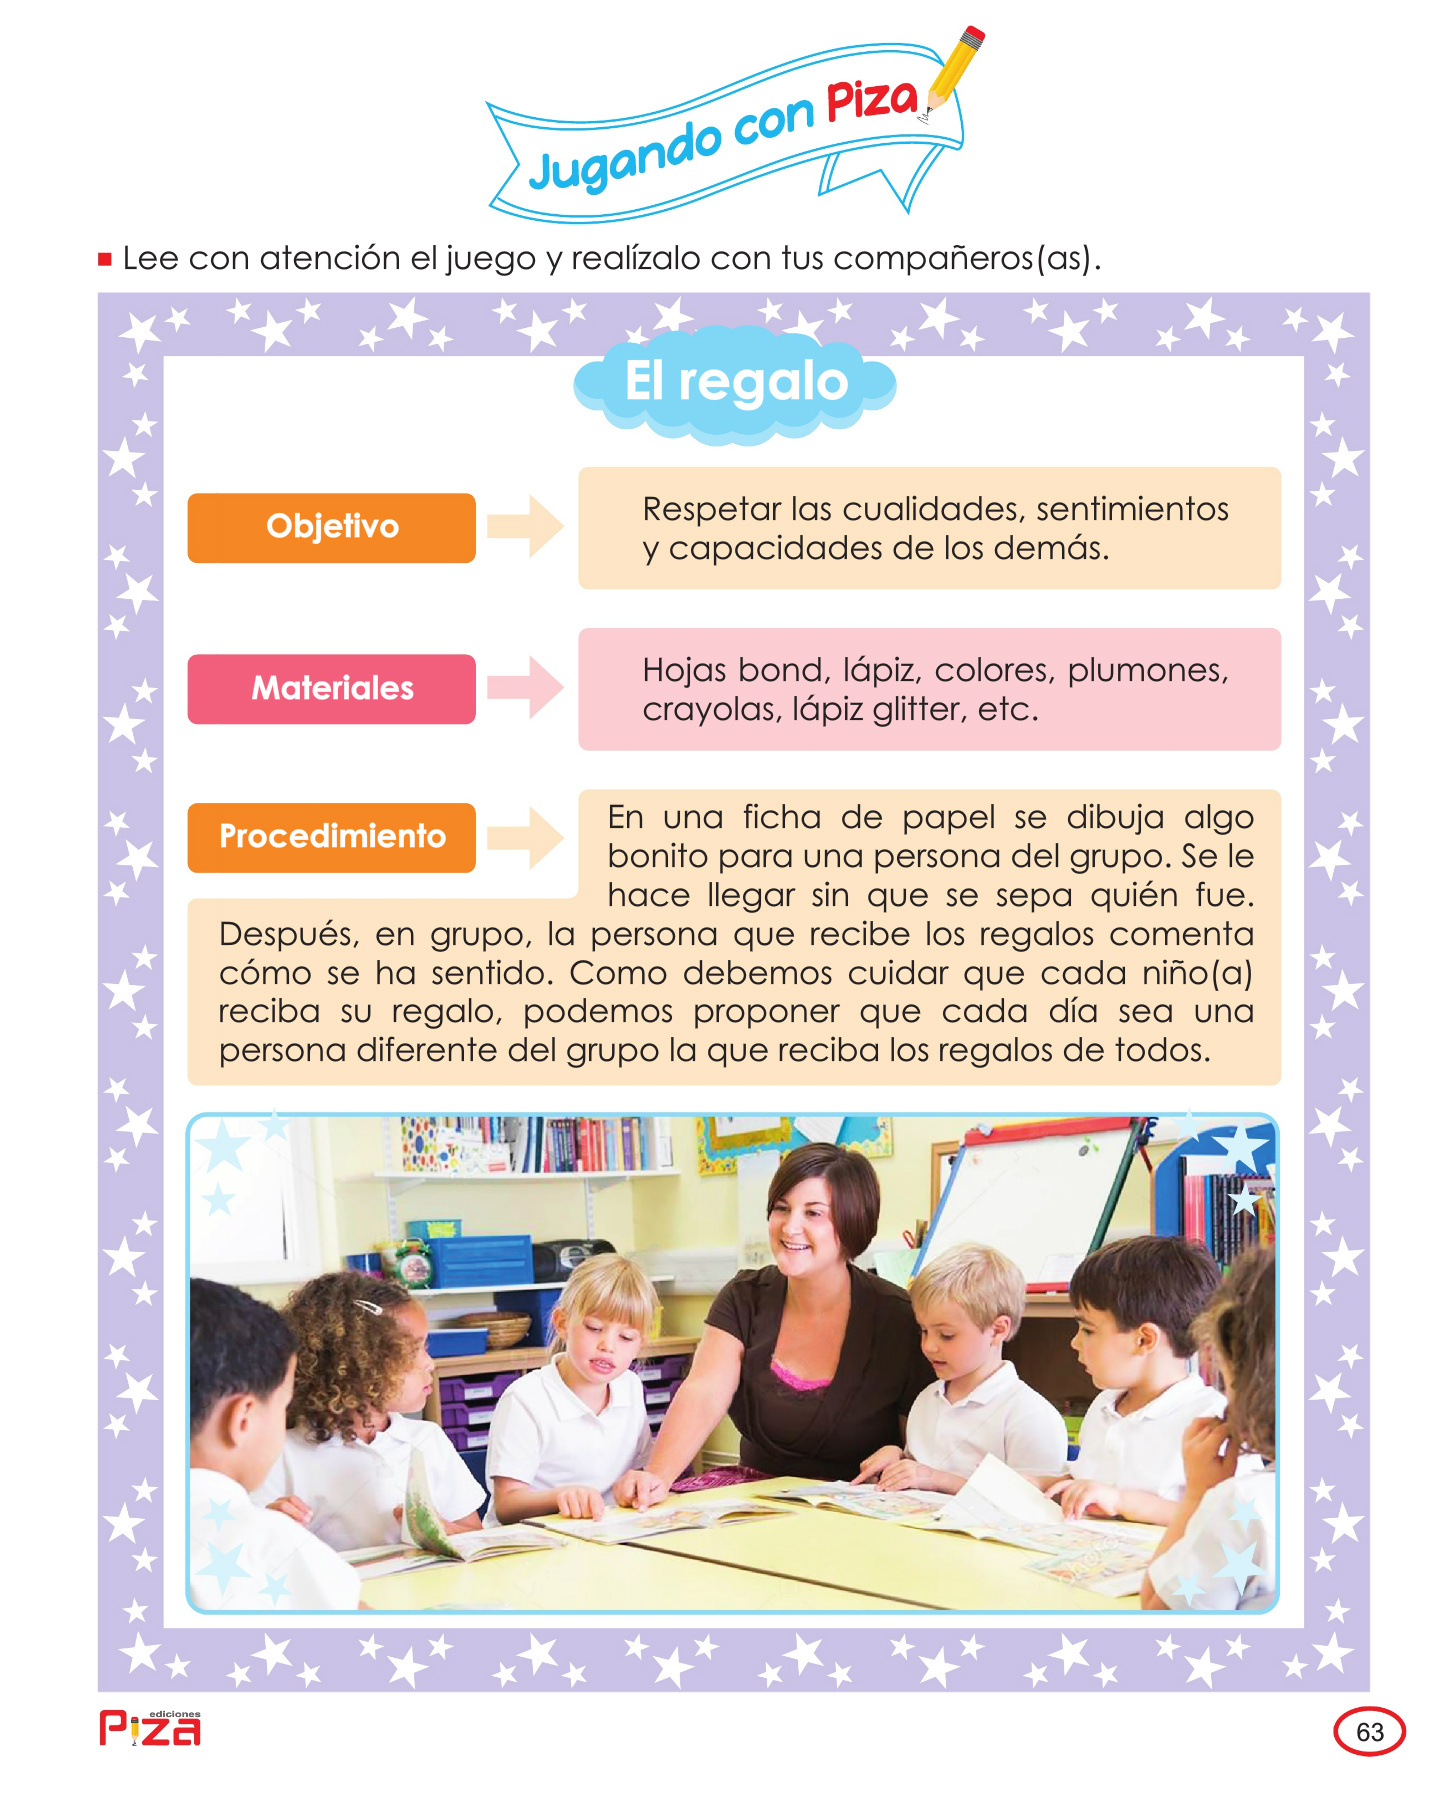 Jugando con Piza
Lee con atención el juego y realízalo con tus compañeros(as).
El regalo
Objetivo
Respetar las cualidades, sentimientos
y capacidades de los demás.
Materiales
Hojas bond, lápiz, colores, plumones,
crayolas, lápiz glitter, etc.
Procedimiento
En una ficha de papel se dibuja algo
bonito para una persona del grupo. Se le
hace llegar sin que se sepa quién fue.
Después, en grupo, la persona que recibe los regalos comenta
cómo se ha sentido. Como debemos cuidar que cada niño(a)
reciba su regalo, podemos proponer que cada día sea una
persona diferente del grupo la que reciba los regalos de todos.
ediciones
Piza
63